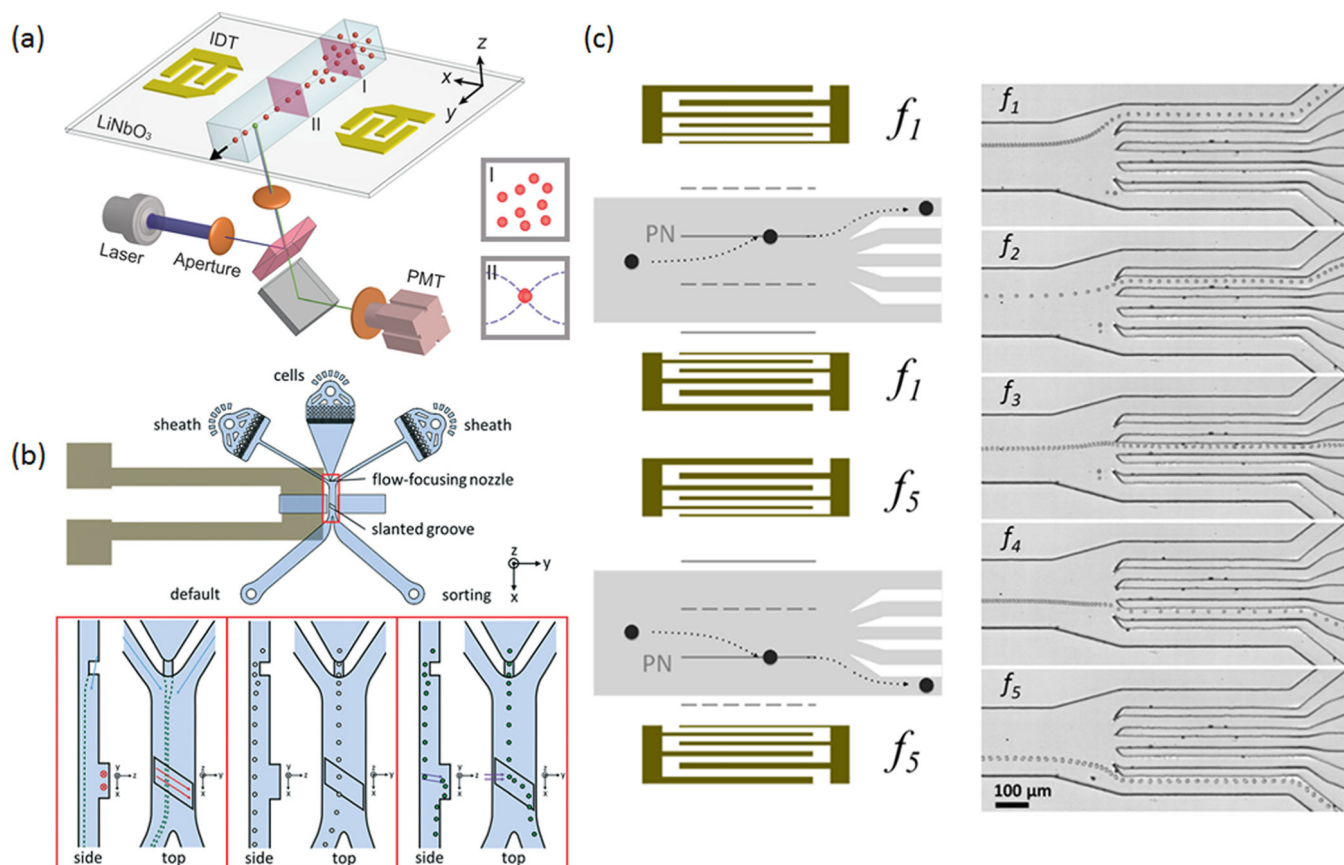 (a)
IDT
z
x
y
I
II
LiNbO3
Laser
Aperture
PMT
I
II
(b)
cells
sheath
sheath
flow-focusing nozzle
slanted groove
z
y
x
default
sorting
side
top
side
top
side
top
(c)
f1
PN
f1
f5
PN
f5
f1
f2
f3
f4
f5
100 μm